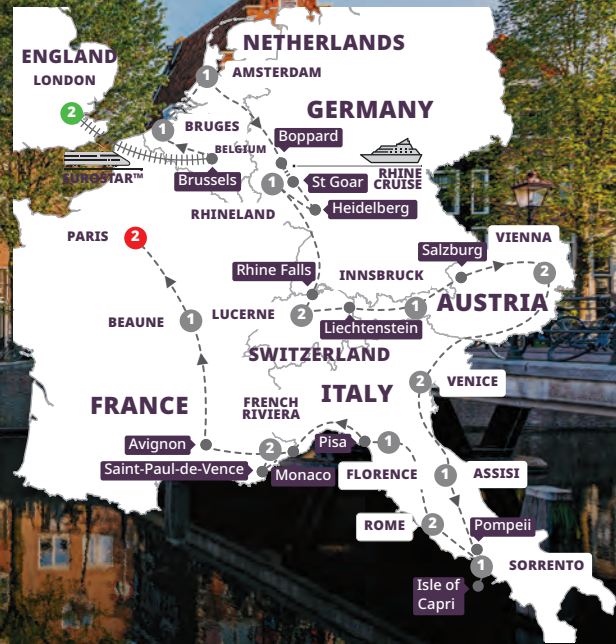 NETHERLANDS
ENGLAND
LONDON
2
1
AMSTERDAM
GERMANY
1
BRUGES
BELGIUM
Boppard
EUROSTAR™
Brussels
1
St Goar
RHINE
CRUISE
RHINELAND
Heidelberg
PARIS
2
VIENNA
2
Salzburg
Rhine Falls
INNSBRUCK
1
AUSTRIA
BEAUNE
1
LUCERNE
2
Liechtenstein
SWITZERLAND
2
VENICE
ITALY
FRANCE
FRENCH
RIVIERA
2
Avignon
Pisa
1
Saint-Paul-de-Vence
Monaco
FLORENCE
1
ASSISI
ROME
2
Pompeii
1
SORRENTO
Isle of
Capri